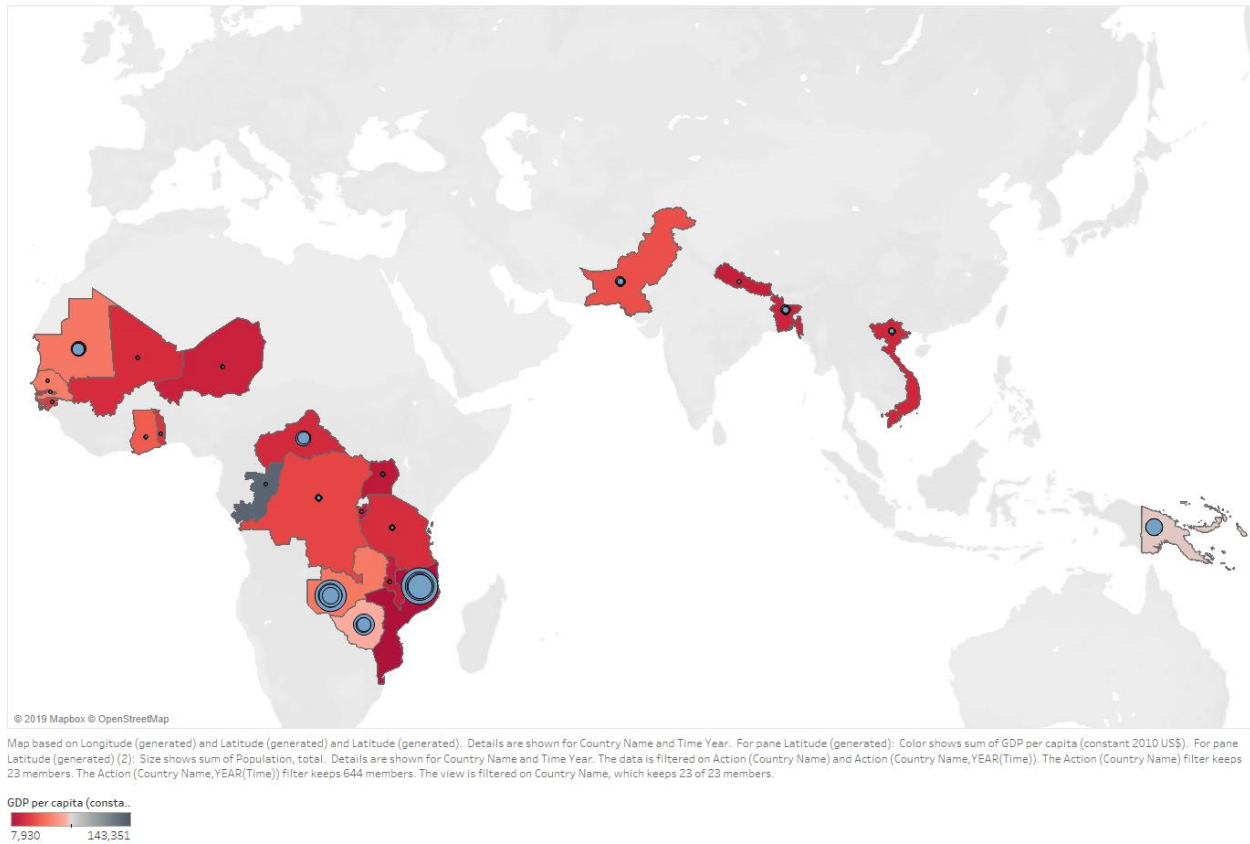 © 2019 Mapbox © OpenStreetMap
Map based on Longitude (generated) and Latitude (generated) and Latitude (generated). Details are shown for Country Name and Time Year. For pane Latitude (generated): Color shows sum of GDP per capita (constant 2010 US$). For pane
Latitude (generated) (2): Size shows sum of Population, total. Details are shown for Country Name and Time Year. The data is filtered on Action (Country Name) and Action (Country Name,YEAR(Time)). The Action (Country Name) filter keeps
23 members. The Action (Country Name,YEAR(Time)) filter keeps 644 members. The view is filtered on Country Name, which keeps 23 of 23 members.
GDP per capita (consta..
7,930 143,351